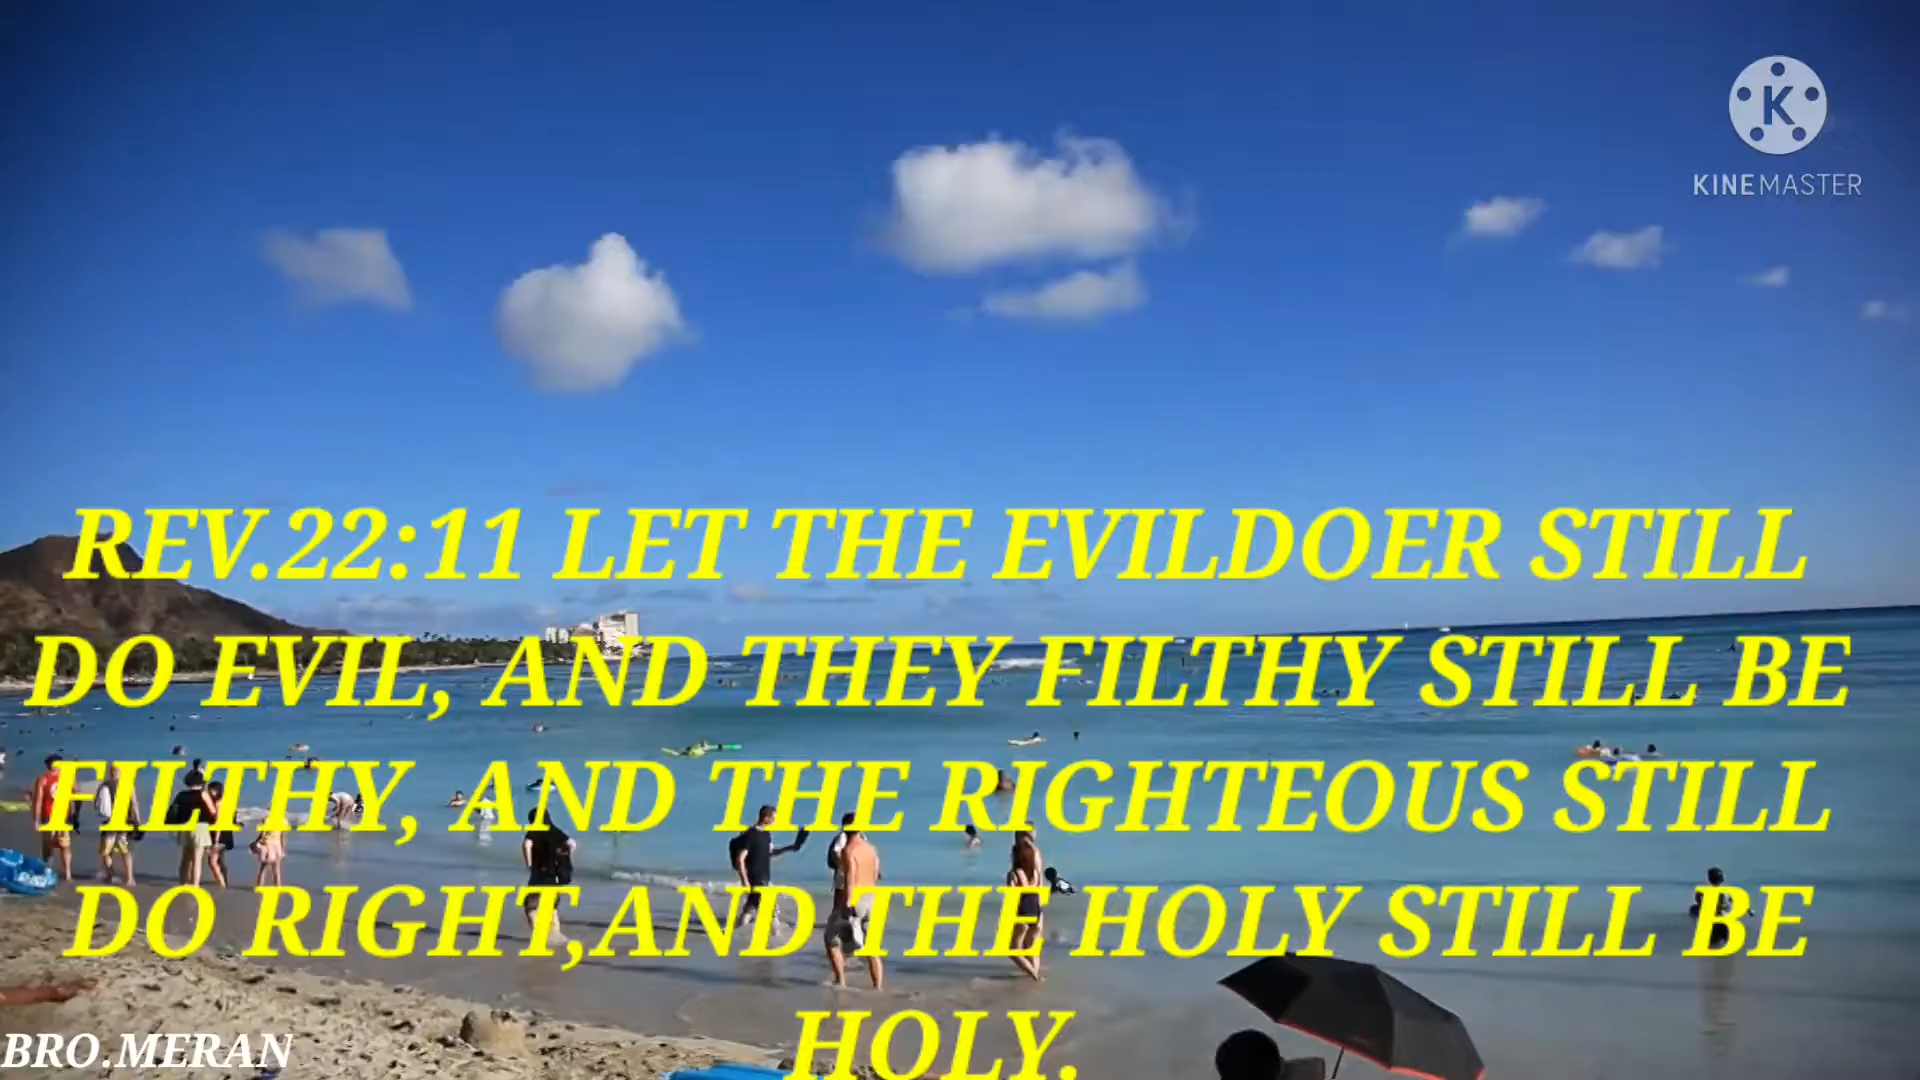 KINEMASTER
REV.22:11 LET THE EVILDOER STILL
DO EVIL, AND THEY FILTHY STILL BE
FILTHY, AND THE RIGHTEOUS STILL
DO RIGHT,AND THE HOLY STILL BE
HOLY.
BRO.MERAN